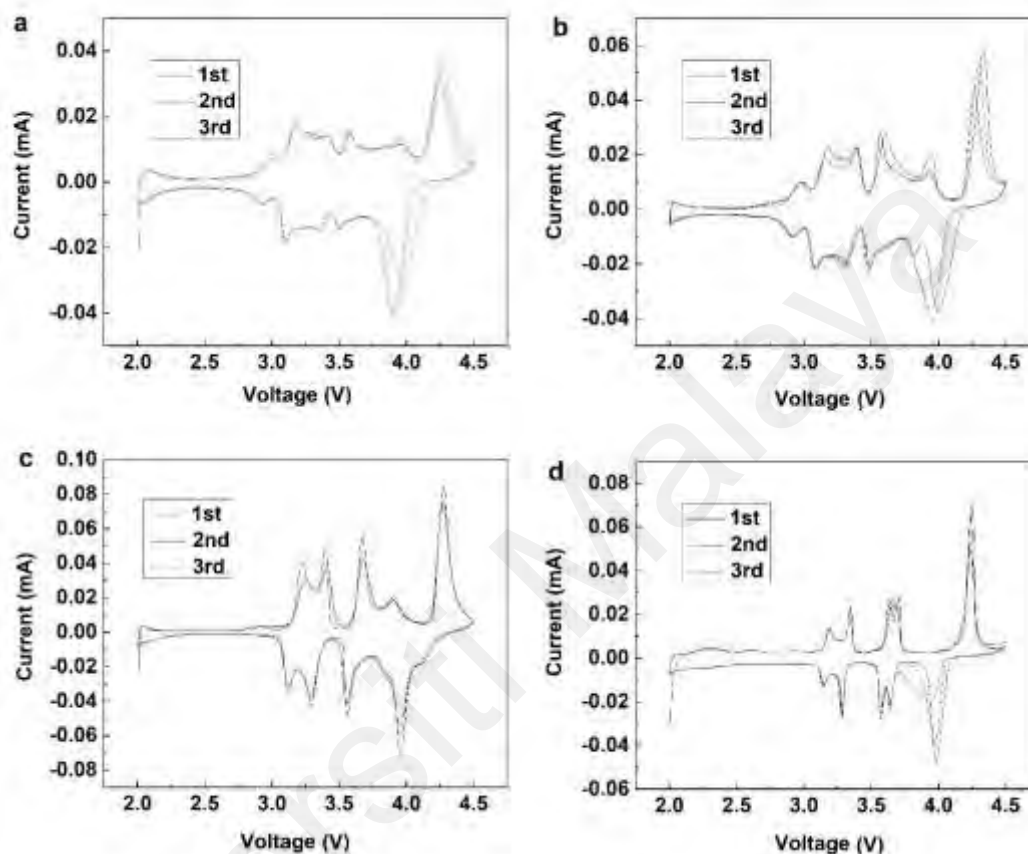 a
0.04
0.02
0.00
-0.02
-0.04
Current (mA)
1st
2nd
3rd
2.0 2.5 3.0 3.5 4.0 4.5
Voltage (V)
b
0.06
0.04
0.02
0.00
-0.02
-0.04
Current (mA)
1st
2nd
3rd
2.0 2.5 3.0 3.5 4.0 4.5
Voltage (V)
c
0.10
0.08
0.06
0.04
0.02
0.00
-0.02
-0.04
-0.06
-0.08
Current (mA)
1st
2nd
3rd
2.0 2.5 3.0 3.5 4.0 4.5
Voltage (V)
d
0.08
0.06
0.04
0.02
0.00
0.02
-0.04
0.06
Current (mA)
1st
2nd
3rd
2.0 2.5 3.0 3.5 4.0 4.5
Voltage (V)
rsiti Malaya